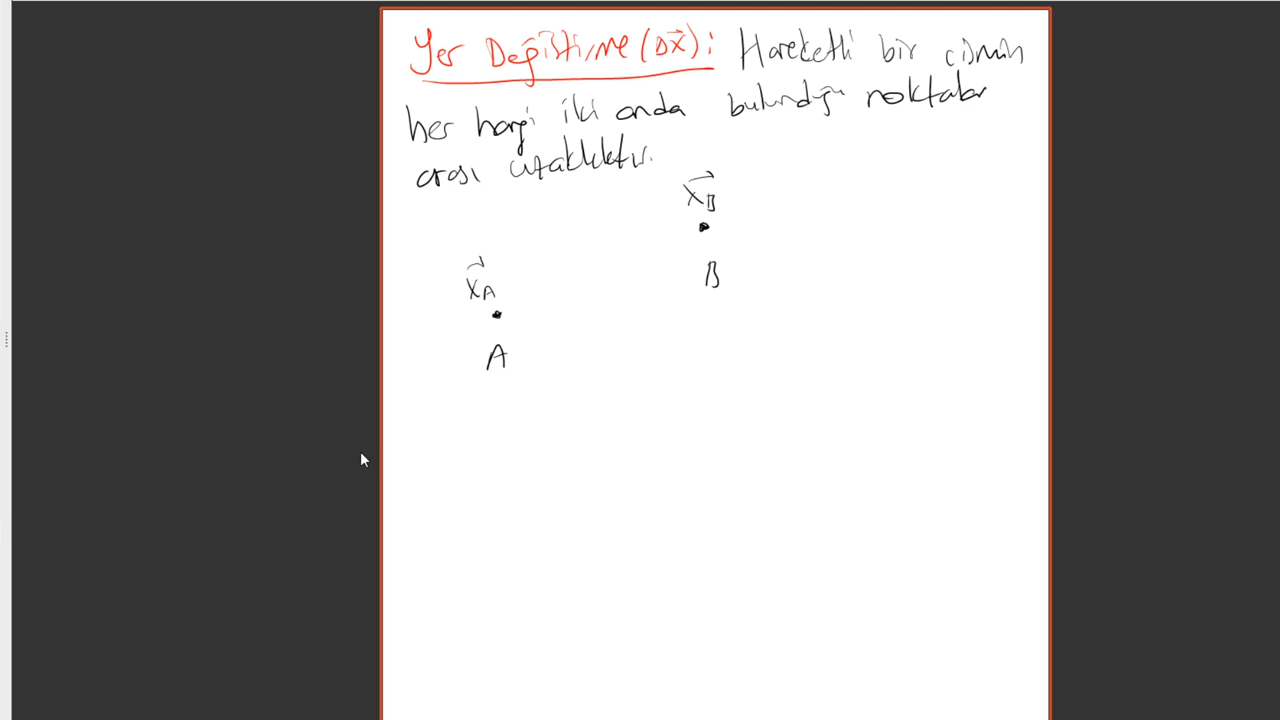 Yer Değiştirme (Δx⃗): Hareketli bir cismin
her hangi iki anda bulunduğu noktalar
arası uzaklıktır.
x⃗B
B
x⃗A
A